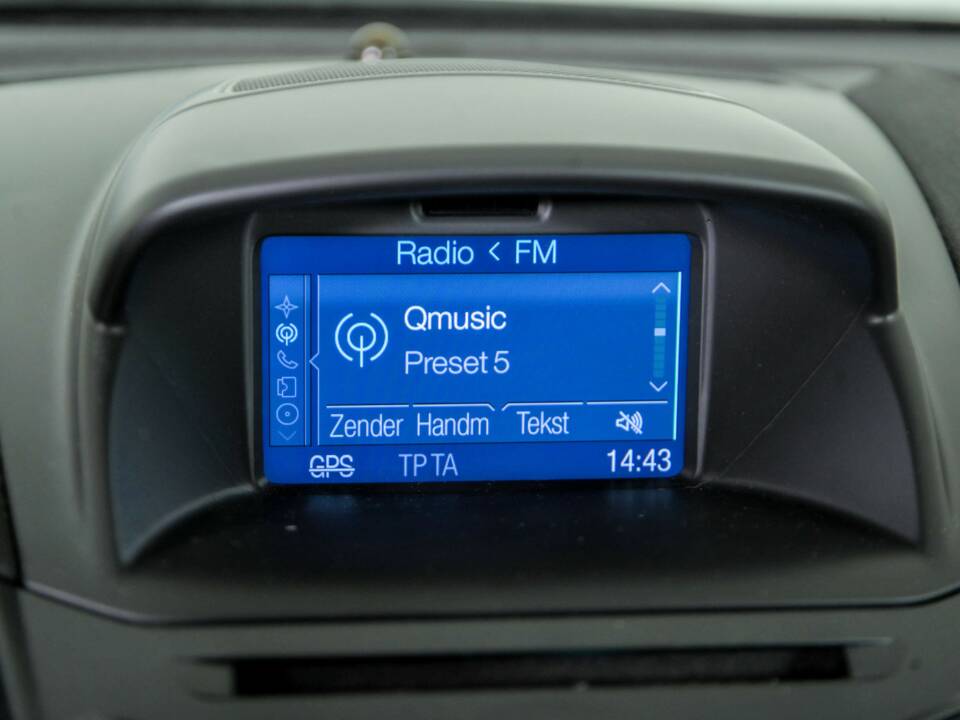 Radio < FM
Qmusic
Preset 5
Zender Handm Tekst
GPS TP TA 14:43